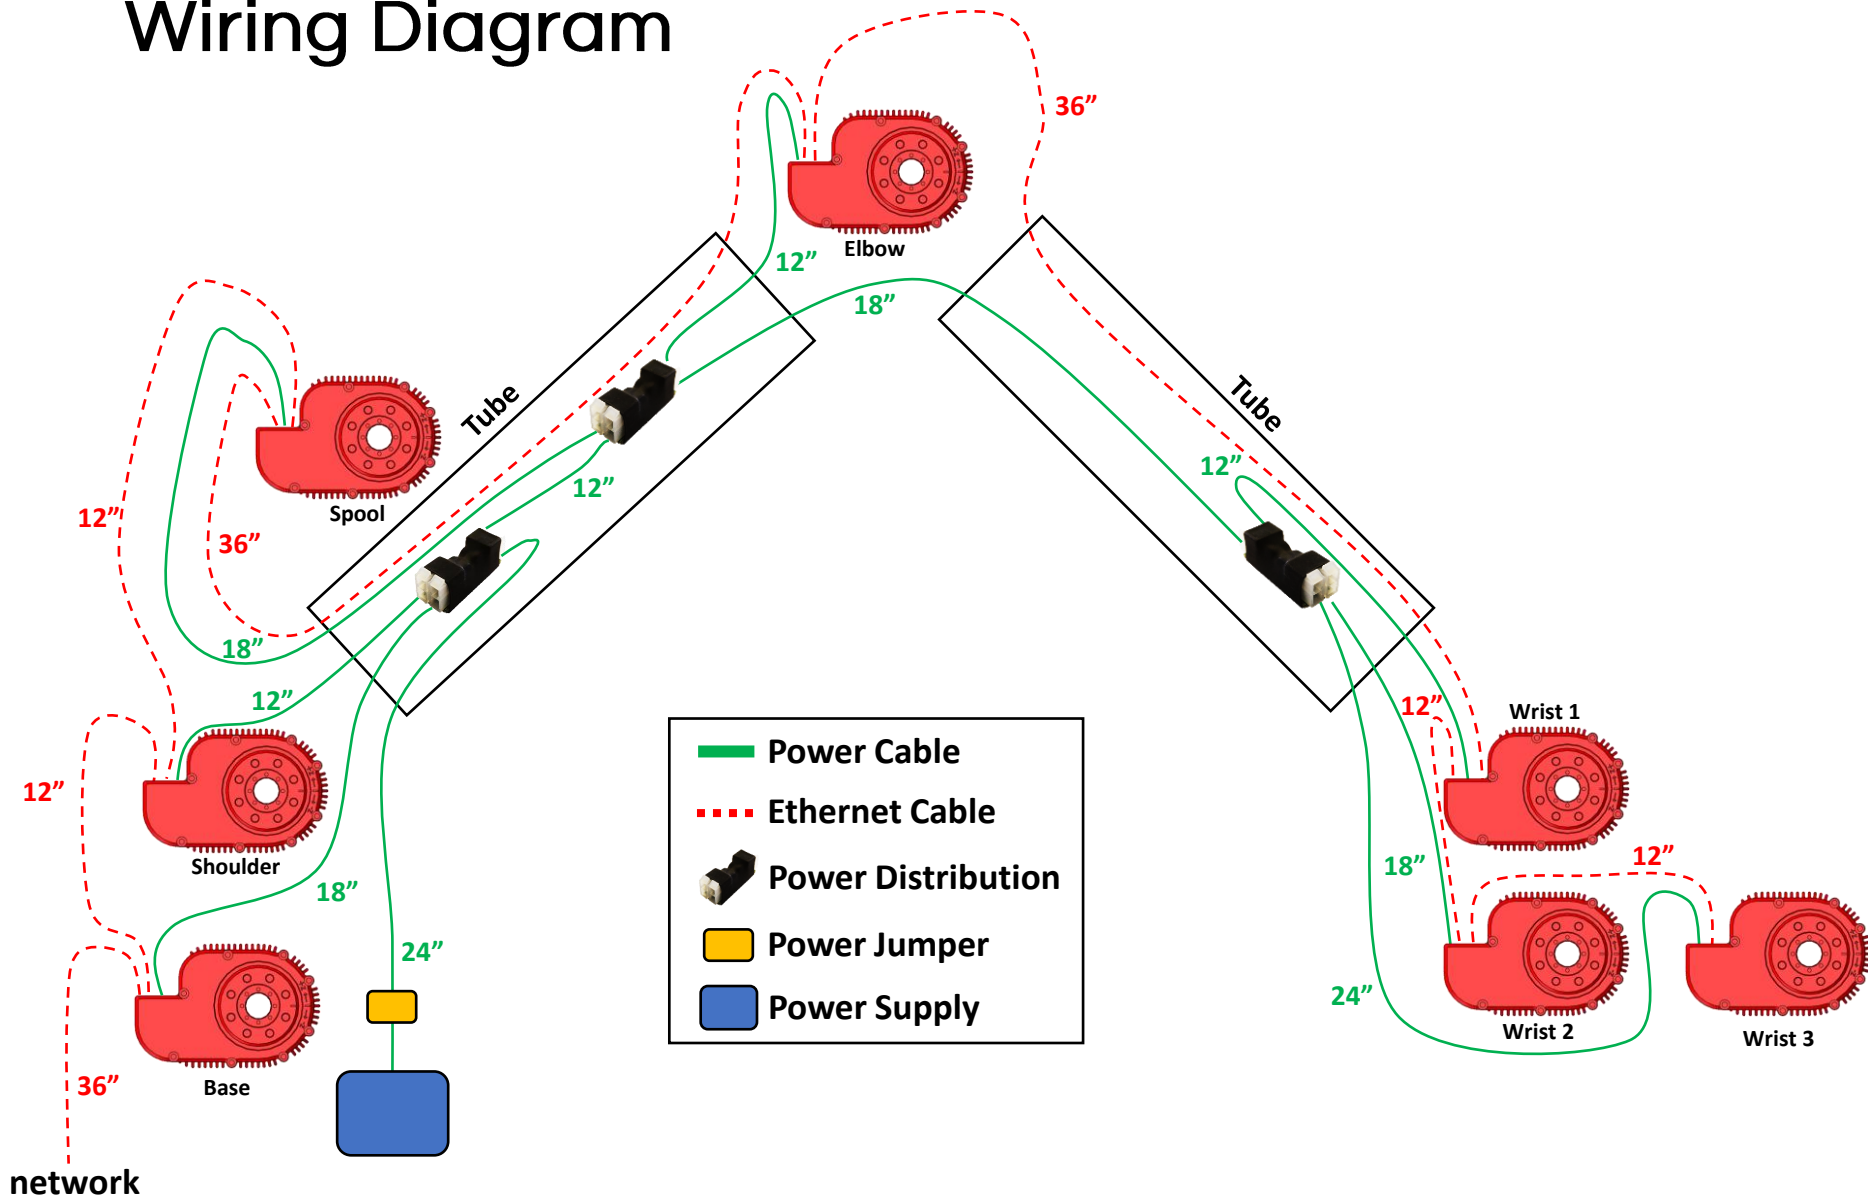 Wiring Diagram
36”
Elbow
12”
18”
Tube
Tube
12”
12”
12”
Spool
36”
18”
12”
12”
Shoulder
18”
24”
Base
36”
network
Power Cable
Ethernet Cable
Power Distribution
Power Jumper
Power Supply
12”
Wrist 1
18”
12”
24”
Wrist 2
Wrist 3